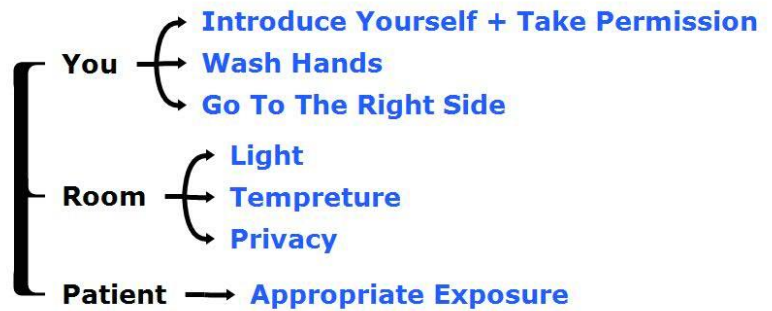 Introduce Yourself + Take Permission
You
Wash Hands
Go To The Right Side
Light
Room
Tempreture
Privacy
Patient
Appropriate Exposure